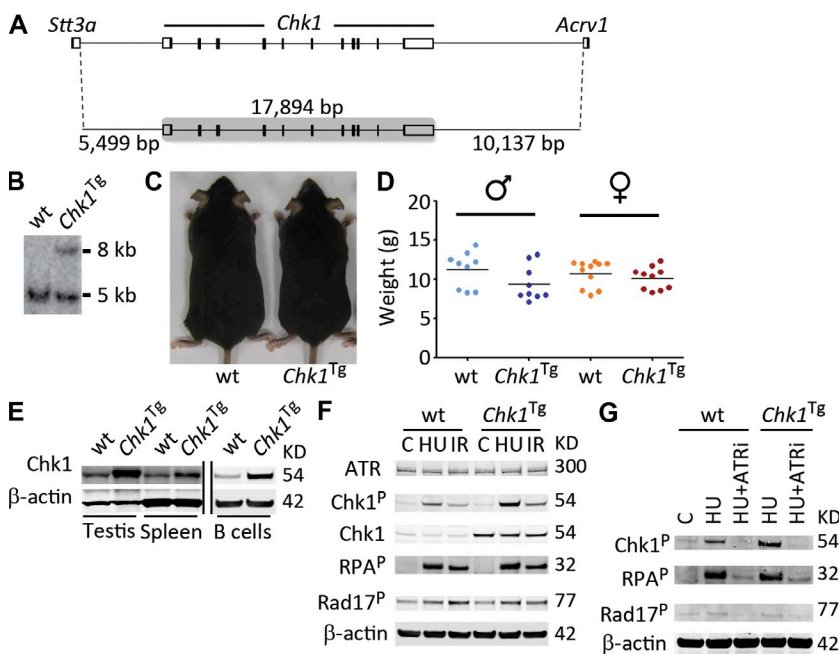 A
Stt3a
Chk1
Acrv1
17,894 bp
5,499 bp
10,137 bp
B
wt
Chk1Tg
8 kb
5 kb
C
wt
Chk1Tg
D
♂
♀
Weight (g)
20
15
10
5
0
wt
Chk1Tg
wt
Chk1Tg
E
wt
Chk1Tg
wt
Chk1Tg
wt
Chk1Tg
KD
Chk1
54
β-actin
42
Testis Spleen B cells
F
wt
Chk1Tg
C HU IR C HU IR KD
ATR
300
Chk1P
54
Chk1
54
RPAP
32
Rad17P
77
β-actin
42
G
wt
Chk1Tg
C
HU
HU+ATRi
HU
HU+ATRi
KD
Chk1P
54
RPAP
32
Rad17P
77
β-actin
42